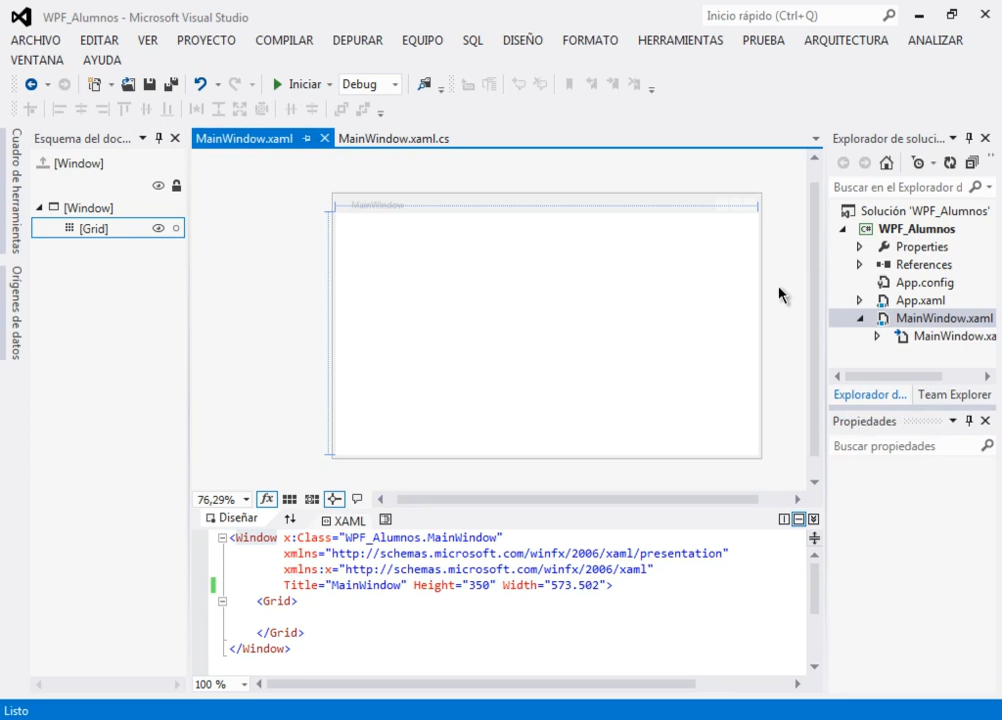 WPF_Alumnos - Microsoft Visual Studio
Inicio rápido (Ctrl+Q)
ARCHIVO EDITAR VER PROYECTO COMPILAR DEPURAR EQUIPO SQL DISEÑO FORMATO HERRAMIENTAS PRUEBA ARQUITECTURA ANALIZAR
VENTANA AYUDA
Iniciar Debug
Cuadro de herramientas
Orígenes de datos
Esquema del doc...
[Window]
[Window]
[Grid]
MainWindow.xaml
MainWindow.xaml.cs
MainWindow
76,29%
fx
Diseñar
XAML
<Window x:Class="WPF_Alumnos.MainWindow"
xmlns="http://schemas.microsoft.com/winfx/2006/xaml/presentation"
xmlns:x="http://schemas.microsoft.com/winfx/2006/xaml"
Title="MainWindow" Height="350" Width="573.502">
<Grid>
</Grid>
</Window>
100 %
Explorador de soluci...
Buscar en el Explorador d
Solución 'WPF_Alumnos'
C# WPF_Alumnos
Properties
References
App.config
App.xaml
MainWindow.xaml
MainWindow.xa
Explorador d...
Team Explorer
Propiedades
Buscar propiedades
Listo